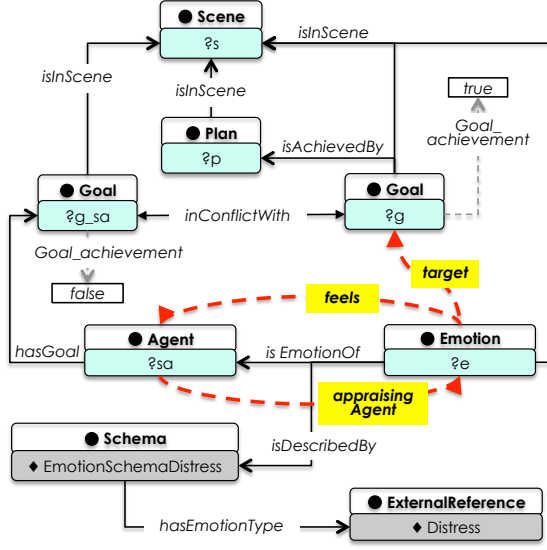 ● Scene
?s
isInScene
isInScene
isInScene
true
Goal_
achievement
● Plan
?p
isAchievedBy
● Goal
?g_sa
inConflictWith
● Goal
?g
Goal_achievement
false
target
feels
hasGoal
● Agent
?sa
is EmotionOf
● Emotion
?e
appraising
Agent
● Schema
♦ EmotionSchemaDistress
isDescribedBy
hasEmotionType
● ExternalReference
♦ Distress